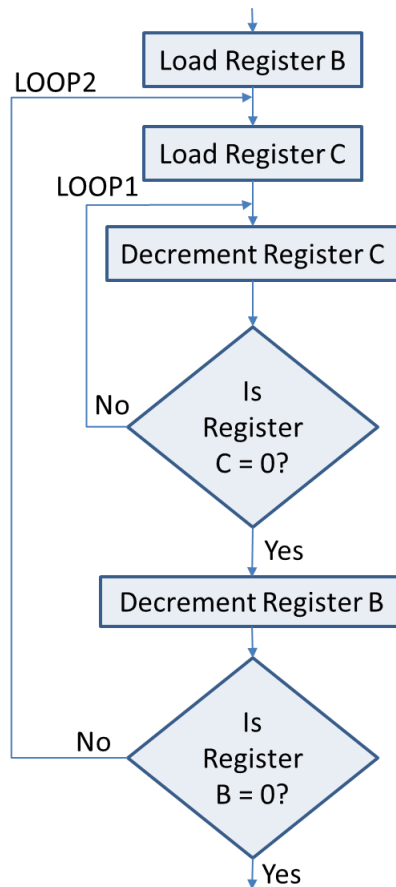 Load Register B
LOOP2
Load Register C
LOOP1
Decrement Register C
Is
Register
C = 0?
No
Yes
Decrement Register B
Is
Register
B = 0?
No
Yes